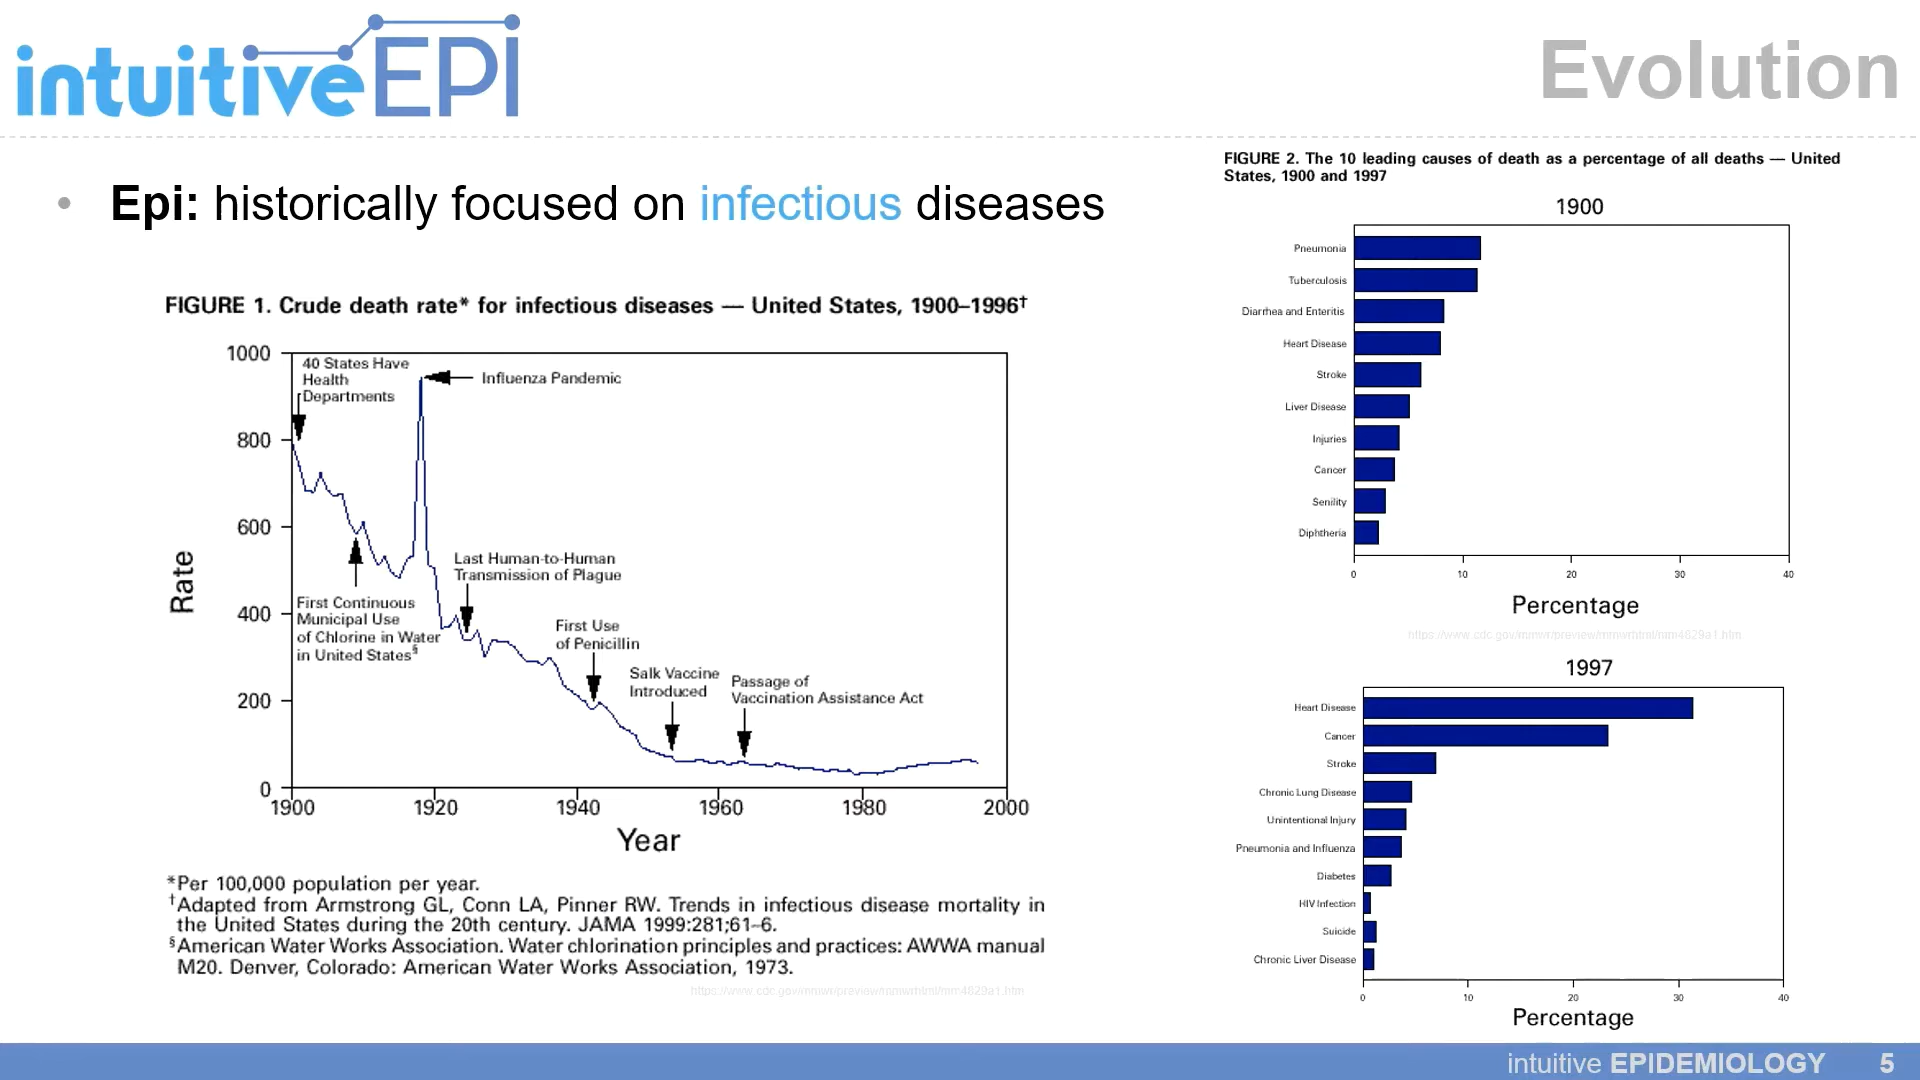 intuitiveEPI
Evolution
• Epi: historically focused on infectious diseases
FIGURE 1. Crude death rate* for infectious diseases — United States, 1900–1996†
1000
800
600
400
200
0
Rate
40 States Have
Health
Departments
Influenza Pandemic
First Continuous
Municipal Use
of Chlorine in Water
in United States§
Last Human-to-Human
Transmission of Plague
First Use
of Penicillin
Salk Vaccine
Introduced
Passage of
Vaccination Assistance Act
1900 1920 1940 1960 1980 2000
Year
*Per 100,000 population per year.
†Adapted from Armstrong GL, Conn LA, Pinner RW. Trends in infectious disease mortality in
the United States during the 20th century. JAMA 1999:281;61–6.
§American Water Works Association. Water chlorination principles and practices: AWWA manual
M20. Denver, Colorado: American Water Works Association, 1973.
https://www.cdc.gov/mmwr/preview/mmwrhtml/mm4829a1.htm
FIGURE 2. The 10 leading causes of death as a percentage of all deaths — United
States, 1900 and 1997
1900
Pneumonia
Tuberculosis
Diarrhea and Enteritis
Heart Disease
Stroke
Liver Disease
Injuries
Cancer
Senility
Diphtheria
0 10 20 30 40
Percentage
https://www.cdc.gov/mmwr/preview/mmwrhtml/mm4829a1.htm
1997
Heart Disease
Cancer
Stroke
Chronic Lung Disease
Unintentional Injury
Pneumonia and Influenza
Diabetes
HIV Infection
Suicide
Chronic Liver Disease
0 10 20 30 40
Percentage
intuitive EPIDEMIOLOGY 5